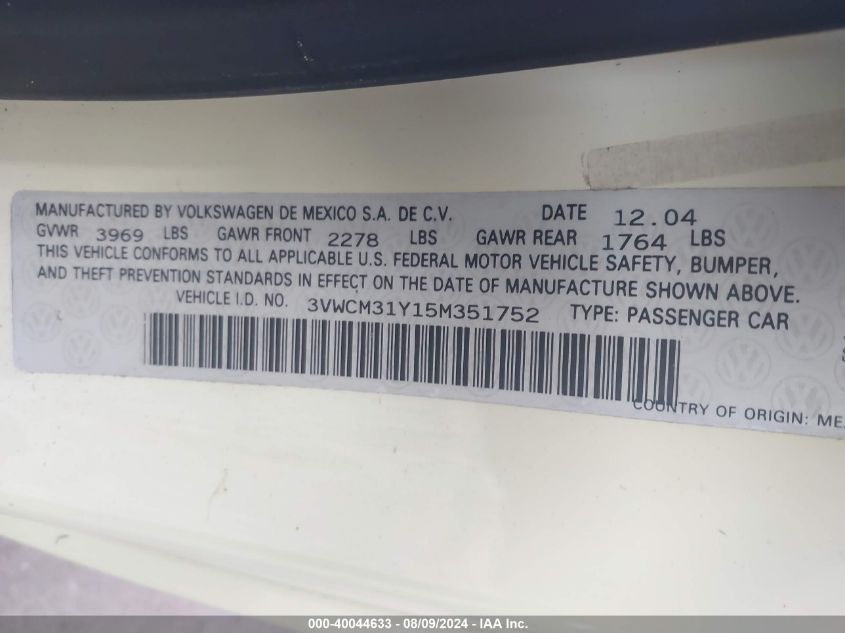 MANUFACTURED BY VOLKSWAGEN DE MEXICO S.A. DE C.V. DATE 12.04
GVWR 3969 LBS GAWR FRONT 2278 LBS GAWR REAR 1764 LBS
THIS VEHICLE CONFORMS TO ALL APPLICABLE U.S. FEDERAL MOTOR VEHICLE SAFETY, BUMPER,
AND THEFT PREVENTION STANDARDS IN EFFECT ON THE DATE OF MANUFACTURE SHOWN ABOVE.
VEHICLE I.D. NO. 3VWCM31Y15M351752 TYPE: PASSENGER CAR
COUNTRY OF ORIGIN:
000-40044633 - 08/09/2024 - IAA Inc.